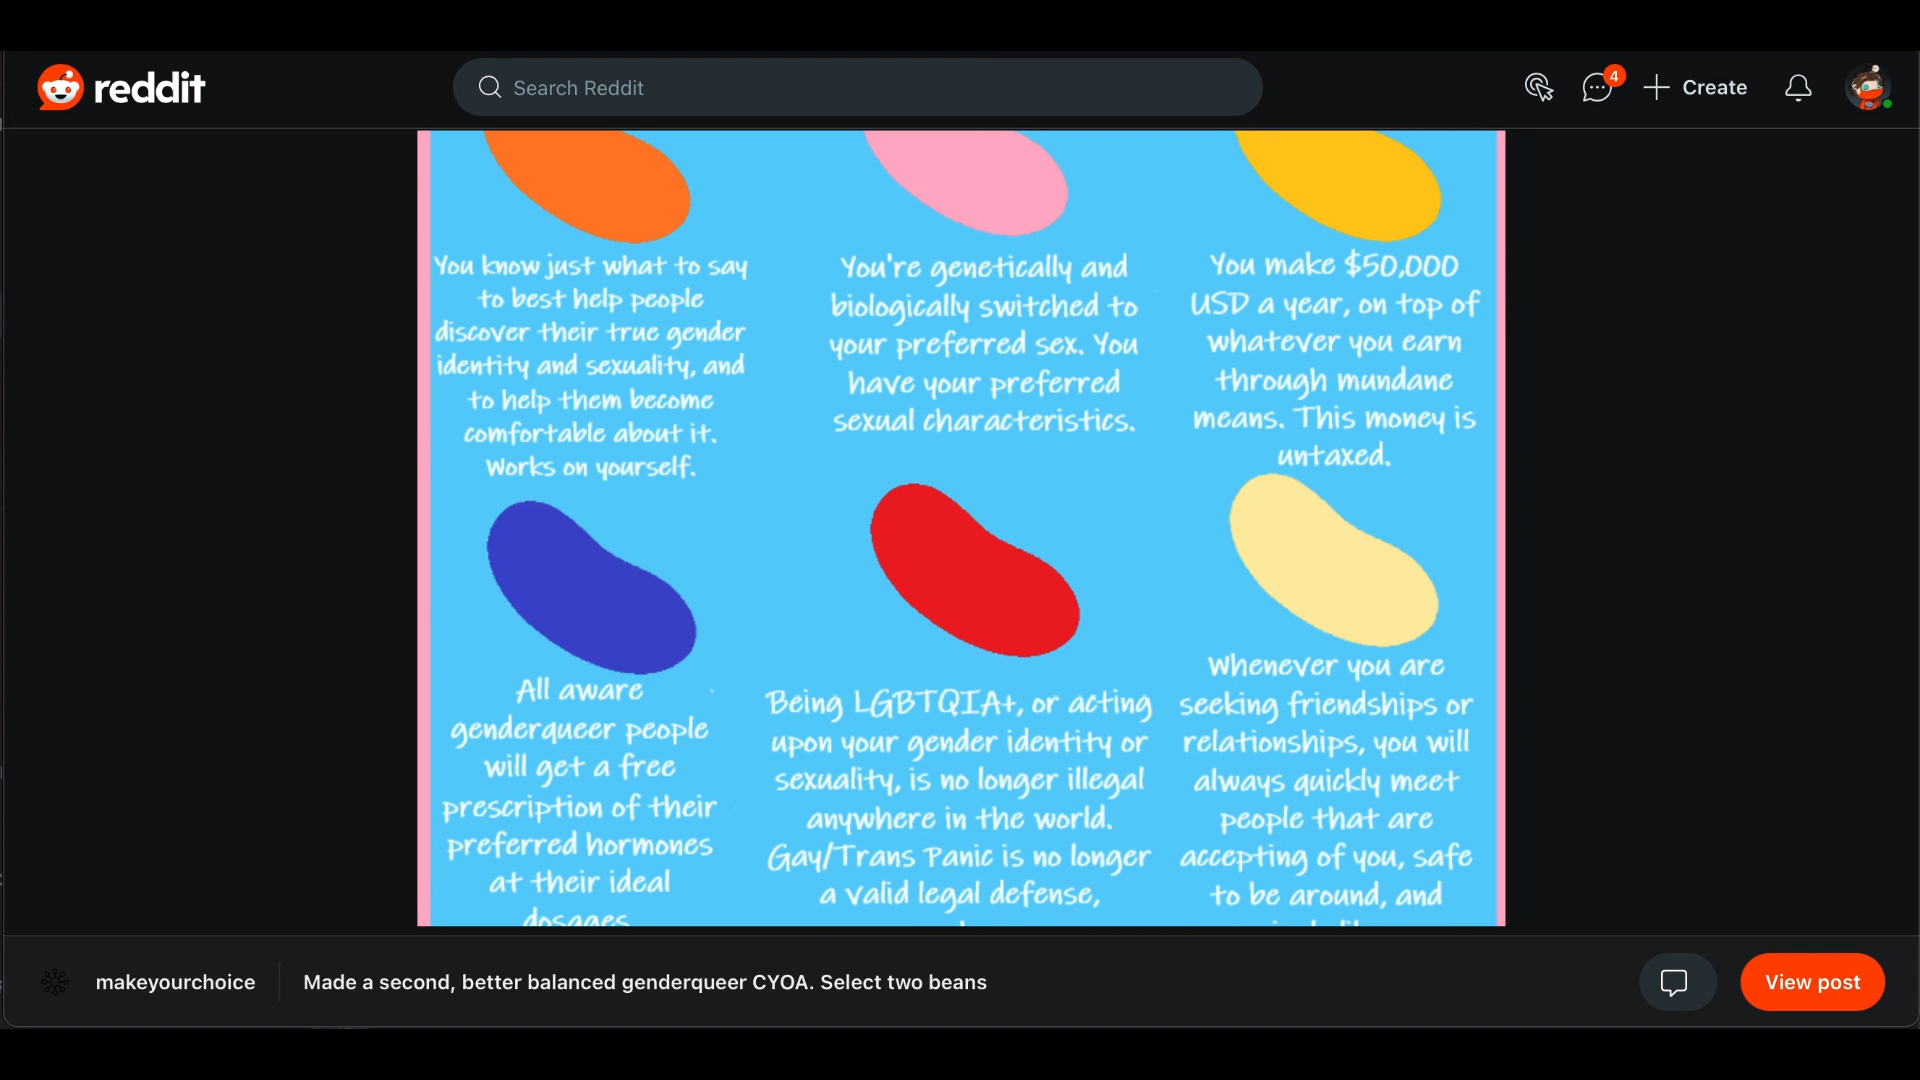 reddit
Search Reddit
4
Create
You know just what to say
to best help people
discover their true gender
identity and sexuality, and
to help them become
comfortable about it.
Works on yourself.
You're genetically and
biologically switched to
your preferred sex. You
have your preferred
sexual characteristics.
You make $50,000
USD a year, on top of
whatever you earn
through mundane
means. This money is
untaxed.
All aware
genderqueer people
will get a free
prescription of their
preferred hormones
at their ideal
dosages
Being LGBTQIA+, or acting
upon your gender identity or
sexuality, is no longer illegal
anywhere in the world.
Gay/Trans Panic is no longer
a valid legal defense,
Whenever you are
seeking friendships or
relationships, you will
always quickly meet
people that are
accepting of you, safe
to be around, and
makeyourchoice
Made a second, better balanced genderqueer CYOA. Select two beans
View post